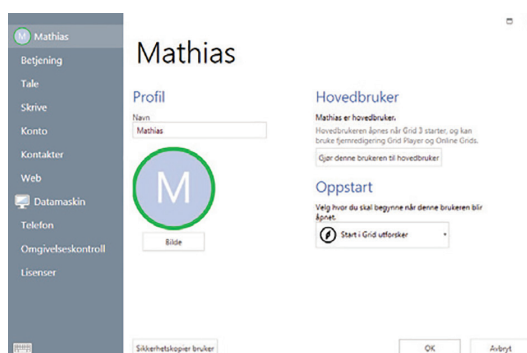 M Mathias
Betjening
Tale
Skrive
Konto
Kontakter
Web
Datamaskin
Telefon
Omgivelseskontroll
Lisenser
Mathias
Profil
Navn
Mathias
M
Bilde
Sikkerhetskopier bruker
Hovedbruker
Mathias er hovedbruker.
Hovedbrukeren åpnes når Grid 3 starter, og kan
bruke fjernredigering Grid Player og Online Grids.
Gjør denne brukeren til hovedbruker
Oppstart
Velg hvor du skal begynne når denne brukeren blir
åpnet.
Start i Grid utforsker
OK
Avbryt